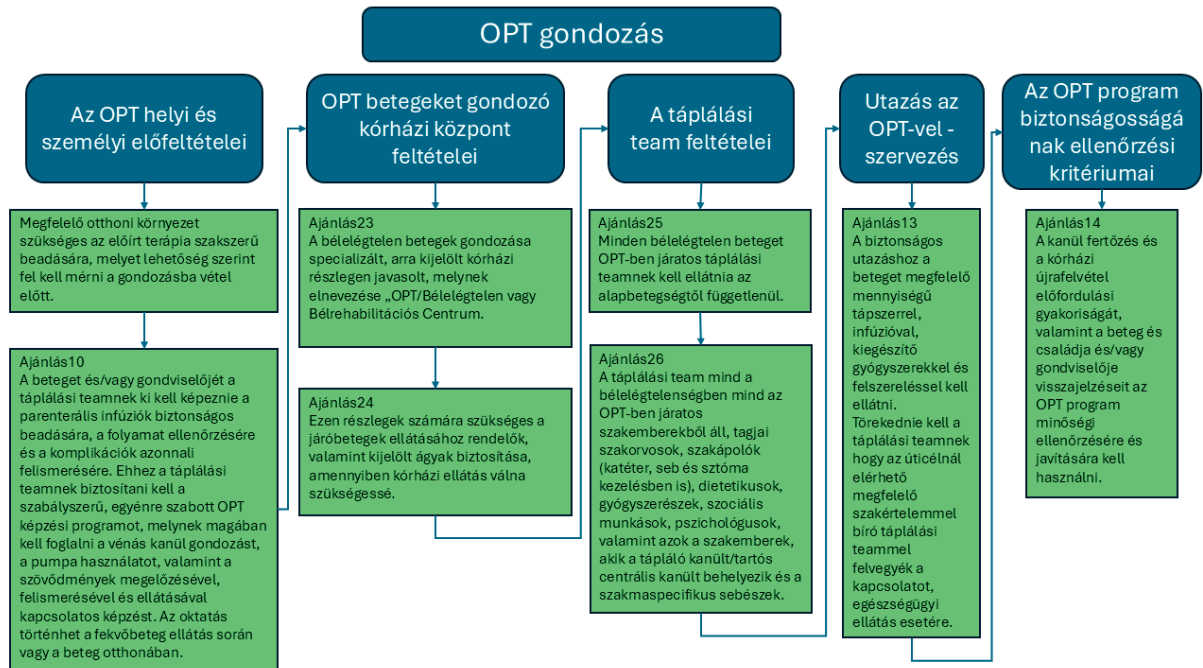 OPT gondozás
Az OPT helyi és
személyi előfeltételei
Megfelelő otthoni környezet
szükséges az előírt terápia szakszerű
beadására, melyet lehetőség szerint
fel kell mérni a gondozásba vétel
előtt.
Ajánlás10
A beteget és/vagy gondviselőjét a
táplálási teamnek ki kell képeznie a
parenterális infúziók biztonságos
beadására, a folyamat ellenőrzésére
és a komplikációk azonnali
felismerésére. Ehhez a táplálási
teamnek biztosítani kell a
szabályszerű, egyénre szabott OPT
képzési programot, melynek magában
kell foglalni a vénás kanül gondozást,
a pumpa használatot, valamint a
szövődmények megelőzésével,
felismerésével és ellátásával
kapcsolatos képzést. Az oktatás
történhet a fekvőbeteg ellátás során
vagy a beteg otthonában.
OPT betegeket gondozó
kórházi központ
feltételei
Ajánlás23
A bélelégtelen betegek gondozása
specializált, arra kijelölt kórházi
részlegen javasolt, melynek
elnevezése „OPT/Bélelégtelen vagy
Bélrehabilitációs Centrum.
Ajánlás24
Ezen részlegek számára szükséges a
járóbetegek ellátásához rendelők,
valamint kijelölt ágyak biztosítása,
amennyiben kórházi ellátás válna
szükségessé.
A táplálási
team feltételei
Ajánlás25
Minden bélelégtelen beteget
OPT-ben járatos táplálási
teamnek kell ellátnia az
alapbetegségtől függetlenül.
Ajánlás26
A táplálási team mind a
bélelégtelenségben mind az
OPT-ben járatos
szakemberekből áll, tagjai
szakorvosok, szakápolók
(katéter, seb és sztóma
kezelésben is), dietetikusok,
gyógyszerészek, szociális
munkások, pszichológusok,
valamint azok a szakemberek,
akik a tápláló kanült/tartós
centrális kanült behelyezik és a
szakmaspecifikus sebészek.
Utazás az
OPT-vel -
szervezés
Ajánlás13
A biztonságos
utazáshoz a
beteget megfelelő
mennyiségű
tápszerrel,
infúzióval,
kiegészítő
gyógyszerekkel és
felszereléssel kell
ellátni.
Törekednie kell a
táplálási teamnek
hogy az úticélnál
elérhető
megfelelő
szakértelemmel
bíró táplálási
teammel
felvegyék a
kapcsolatot,
egészségügyi
ellátás esetére.
Az OPT program
biztonságosságá
nak ellenőrzési
kritériumai
Ajánlás14
A kanül fertőzés és
a kórházi
újrafelvétel
előfordulási
gyakoriságát,
valamint a beteg és
családja és/vagy
gondviselője
visszajelzéseit az
OPT program
minőségi
ellenőrzésére és
javítására kell
használni.